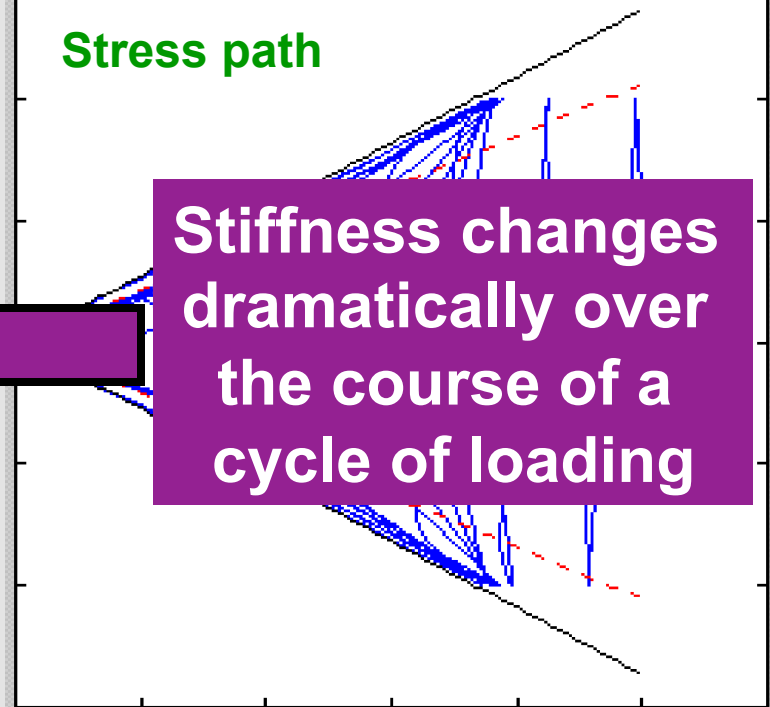 Stress path
Stiffness changes
dramatically over
the course of a
cycle of loading